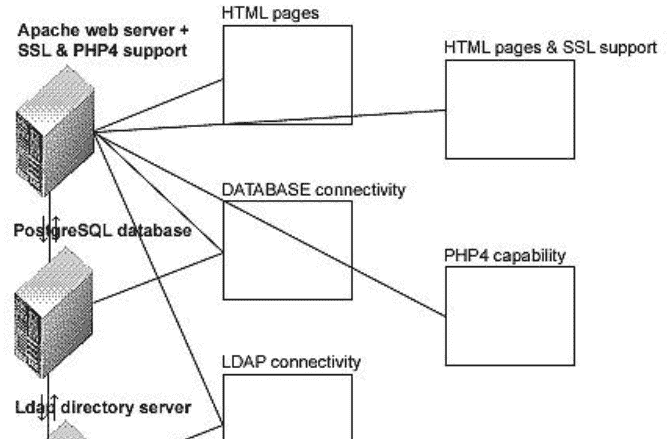 HTML pages
Apache web server +
SSL & PHP4 support
HTML pages & SSL support
DATABASE connectivity
PostgreSQL database
PHP4 capability
LDAP connectivity
Ldap directory server